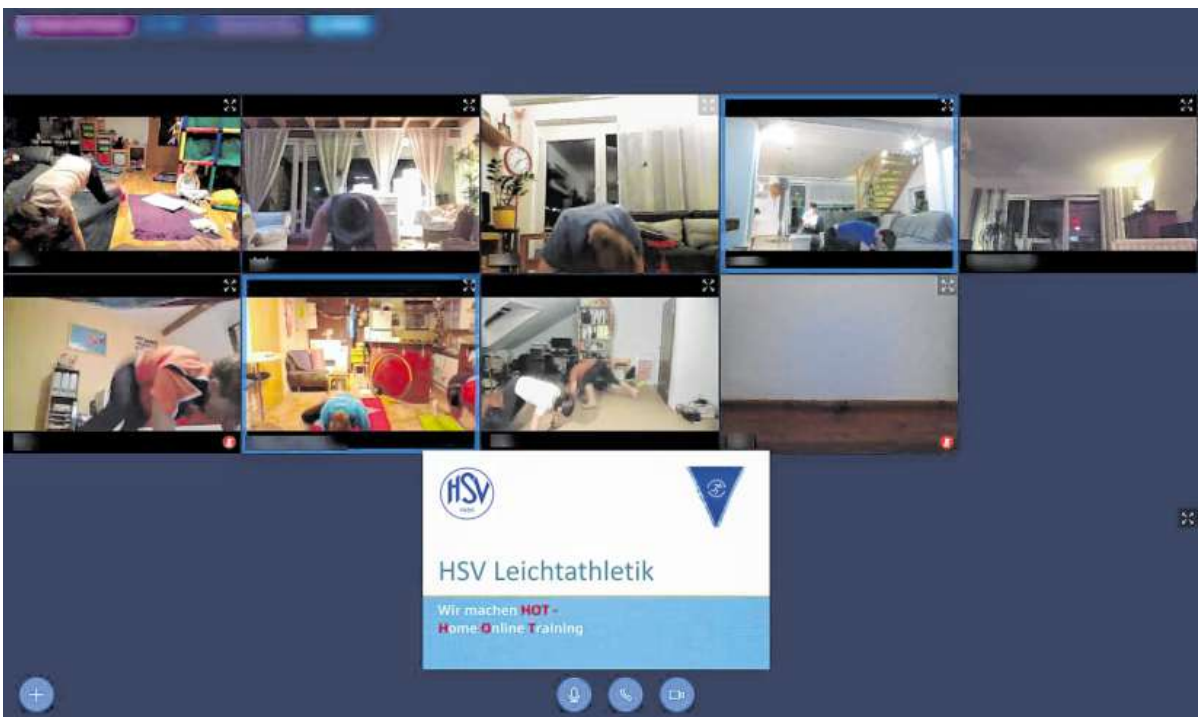 HSV
HSV Leichtathletik
Wir machen HOT -
Home Online Training